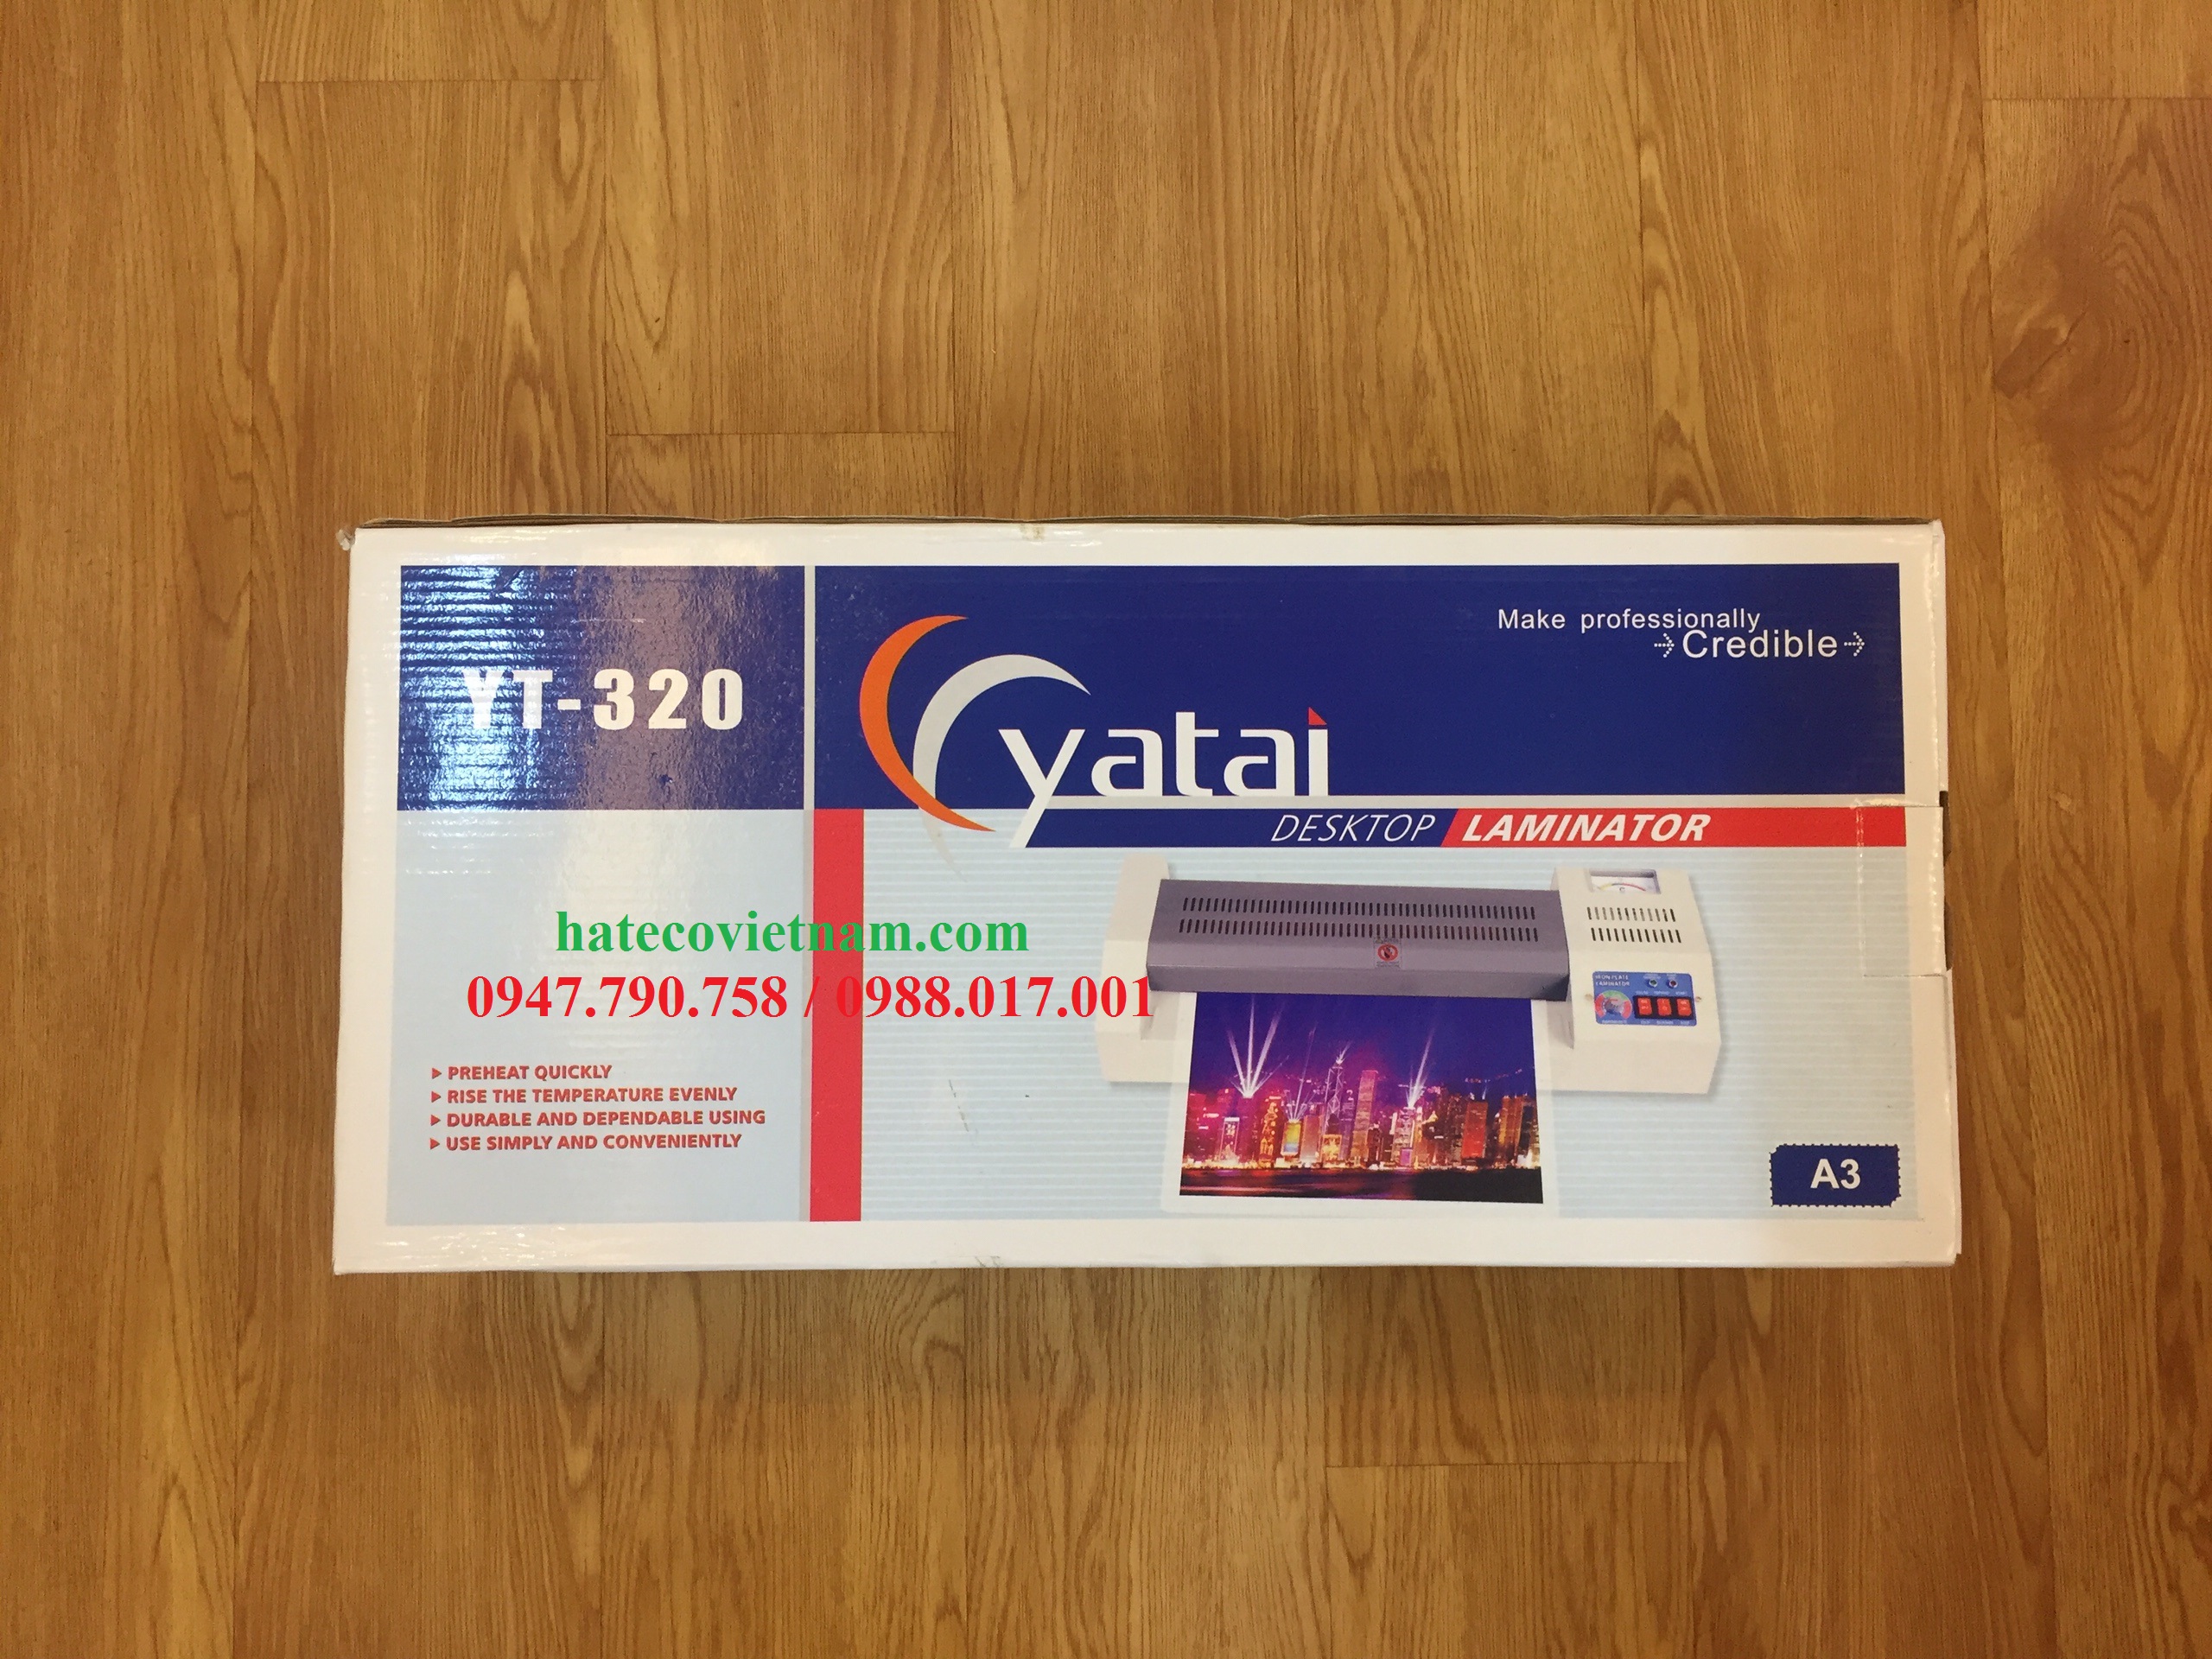 YT-320
Make professionally
Credible
yatai
DESKTOP LAMINATOR
hatecovietnam.com
0947.790.758 / 0988.017.001
PREHEAT QUICKLY
RISE THE TEMPERATURE EVENLY
DURABLE AND DEPENDABLE USING
USE SIMPLY AND CONVENIENTLY
A3